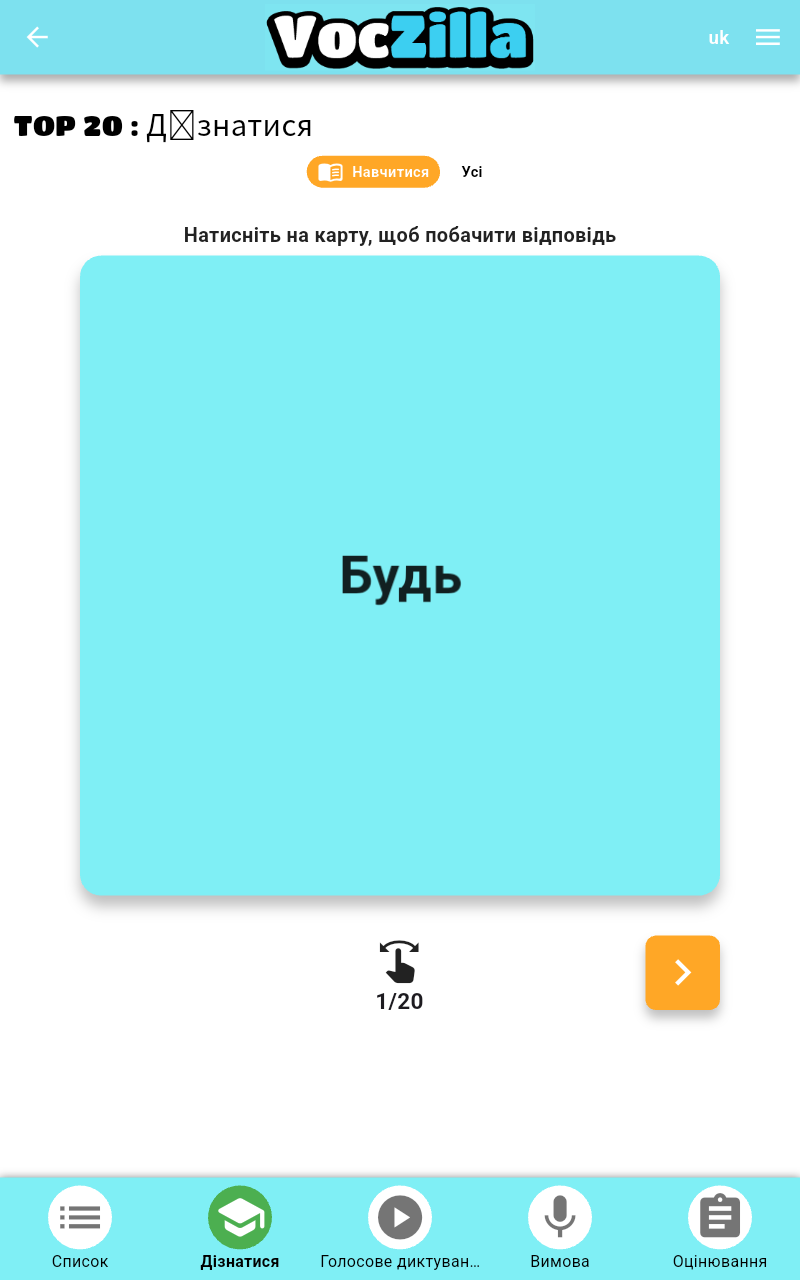 VocZilla
uk
TOP 20 : Дізнатися
Навчитися
Усі
Натисніть на карту, щоб побачити відповідь
Будь
1/20
Список
Дізнатися
Голосове диктуван...
Вимова
Оцінювання